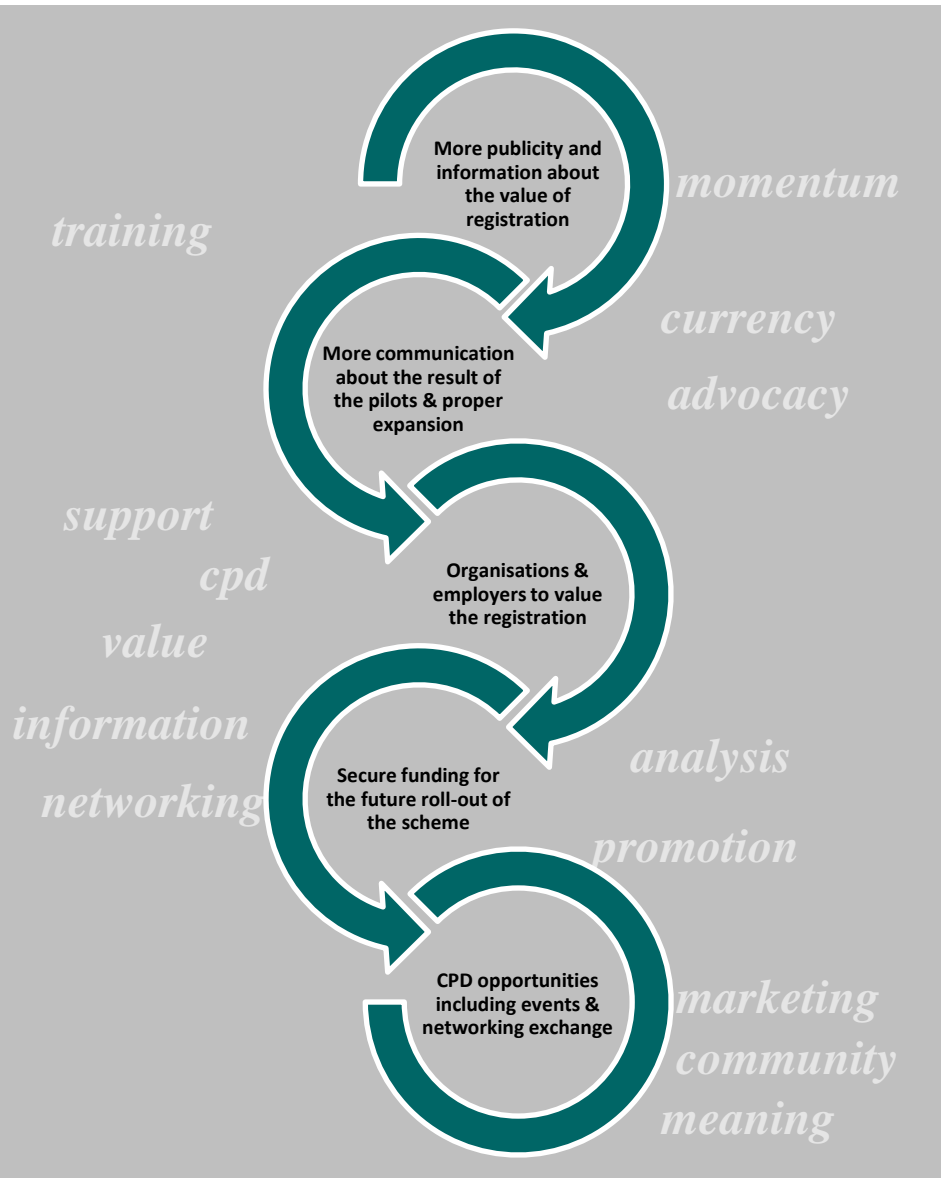 More publicity and
information about
the value of
registration
momentum
training
currency
More communication
about the result of
the pilots & proper
expansion
advocacy
support
cpd
Organisations &
employers to value
the registration
value
information
analysis
Secure funding for
the future roll-out of
the scheme
networking
promotion
CPD opportunities
including events &
networking exchange
marketing
community
meaning